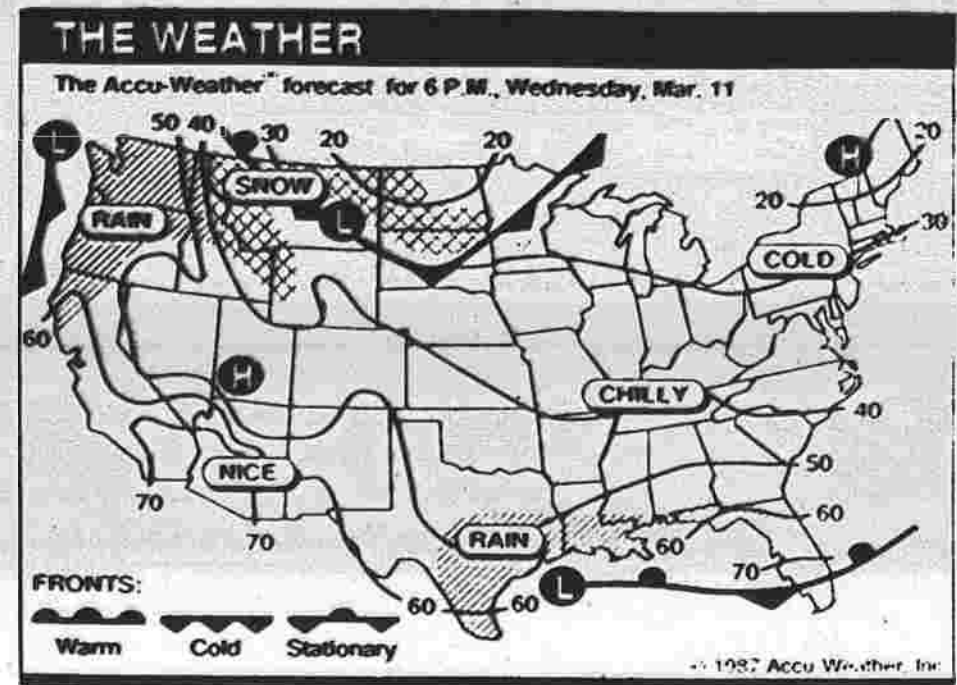 THE WEATHER
The Accu-Weather™ forecast for 6 P.M., Wednesday, Mar. 11
50 40 30 20 20 20
L
H
SNOW
RAIN
L
20
30
COLD
60
H
CHILLY
40
NICE
50
70
70
RAIN
60
60
70
L
60 60
FRONTS:
Warm Cold Stationary
1987 Accu Weather, Inc